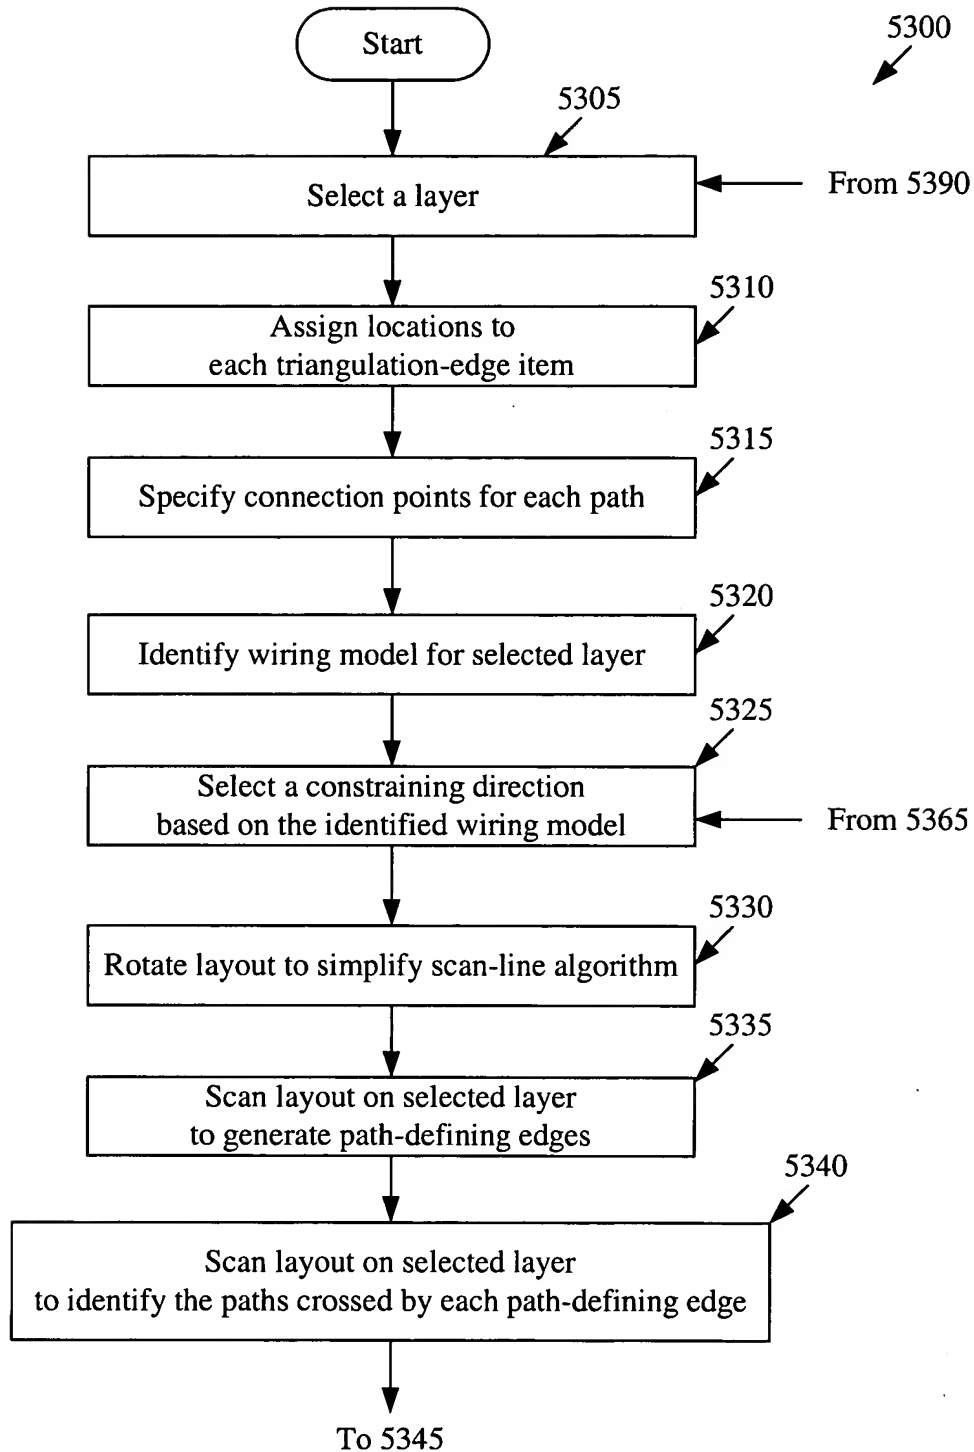 5300
Start
5305
Select a layer
From 5390
5310
Assign locations to
each triangulation-edge item
5315
Specify connection points for each path
5320
Identify wiring model for selected layer
5325
Select a constraining direction
based on the identified wiring model
From 5365
5330
Rotate layout to simplify scan-line algorithm
5335
Scan layout on selected layer
to generate path-defining edges
5340
Scan layout on selected layer
to identify the paths crossed by each path-defining edge
To 5345